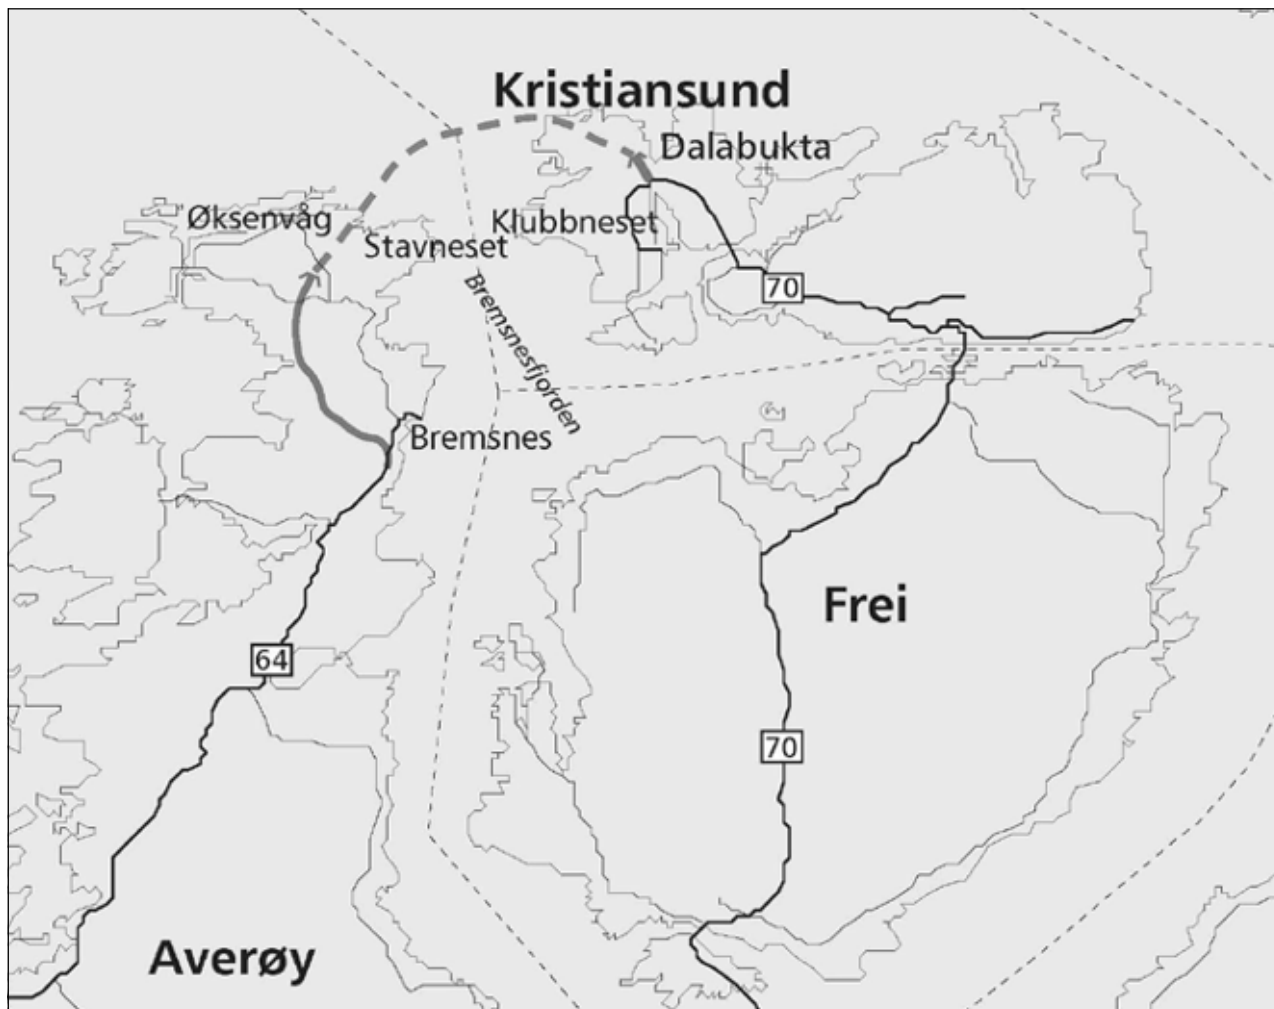 Kristiansund
Dalabukta
Øksenvåg
Klubbneset
Stavneset
70
Bremsnesfjorden
Bremsnes
Frei
64
70
Averøy